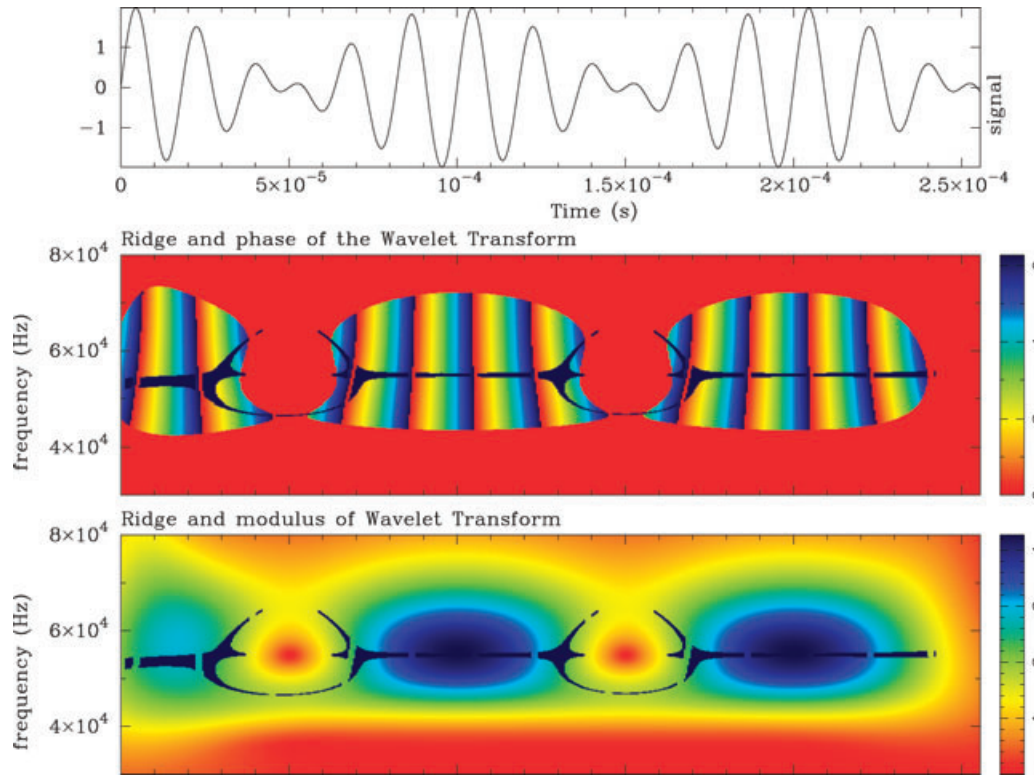 1
0
−1
signal
0
5×10⁻⁵
10⁻⁴
1.5×10⁻⁴
2×10⁻⁴
2.5×10⁻⁴
Time (s)
Ridge and phase of the Wavelet Transform
8×10⁴
6×10⁴
4×10⁴
frequency (Hz)
Ridge and modulus of Wavelet Transform
8×10⁴
6×10⁴
4×10⁴
frequency (Hz)